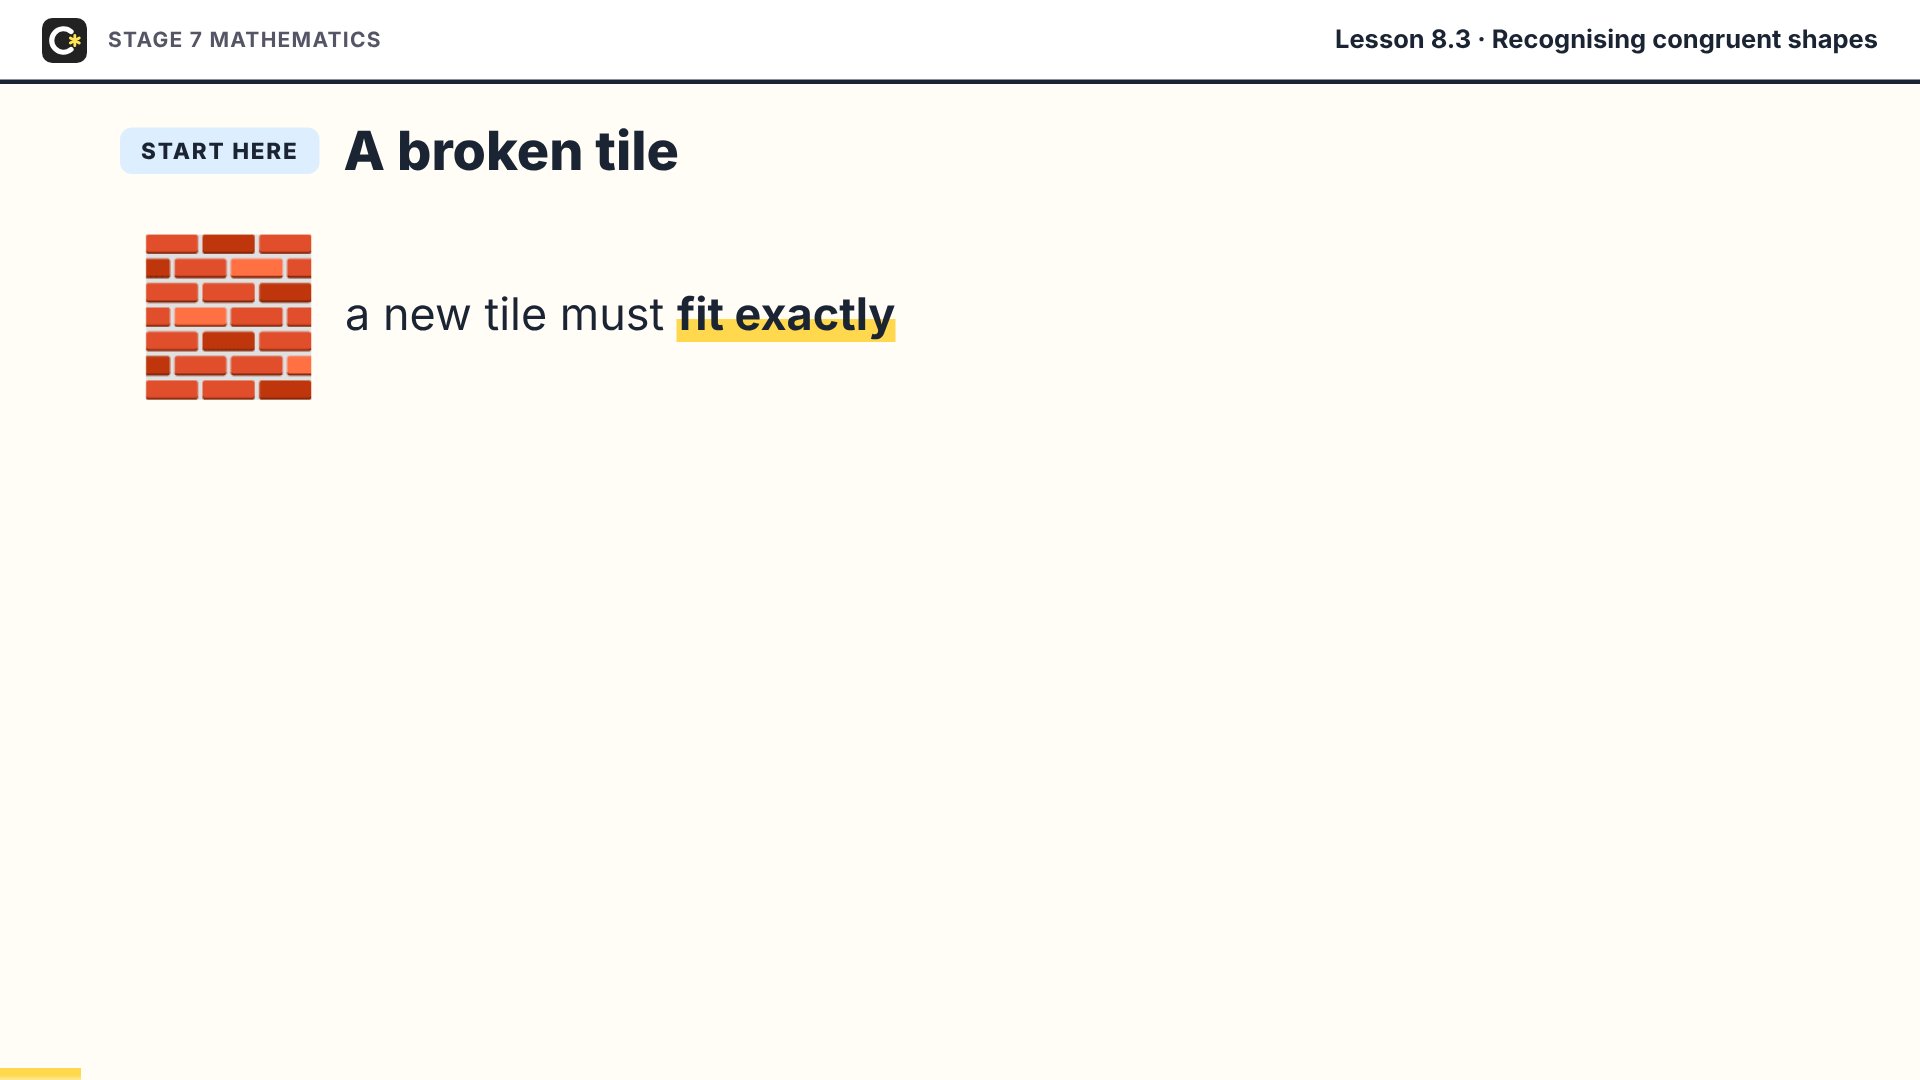 STAGE 7 MATHEMATICS
Lesson 8.3 · Recognising congruent shapes
START HERE
A broken tile
a new tile must fit exactly